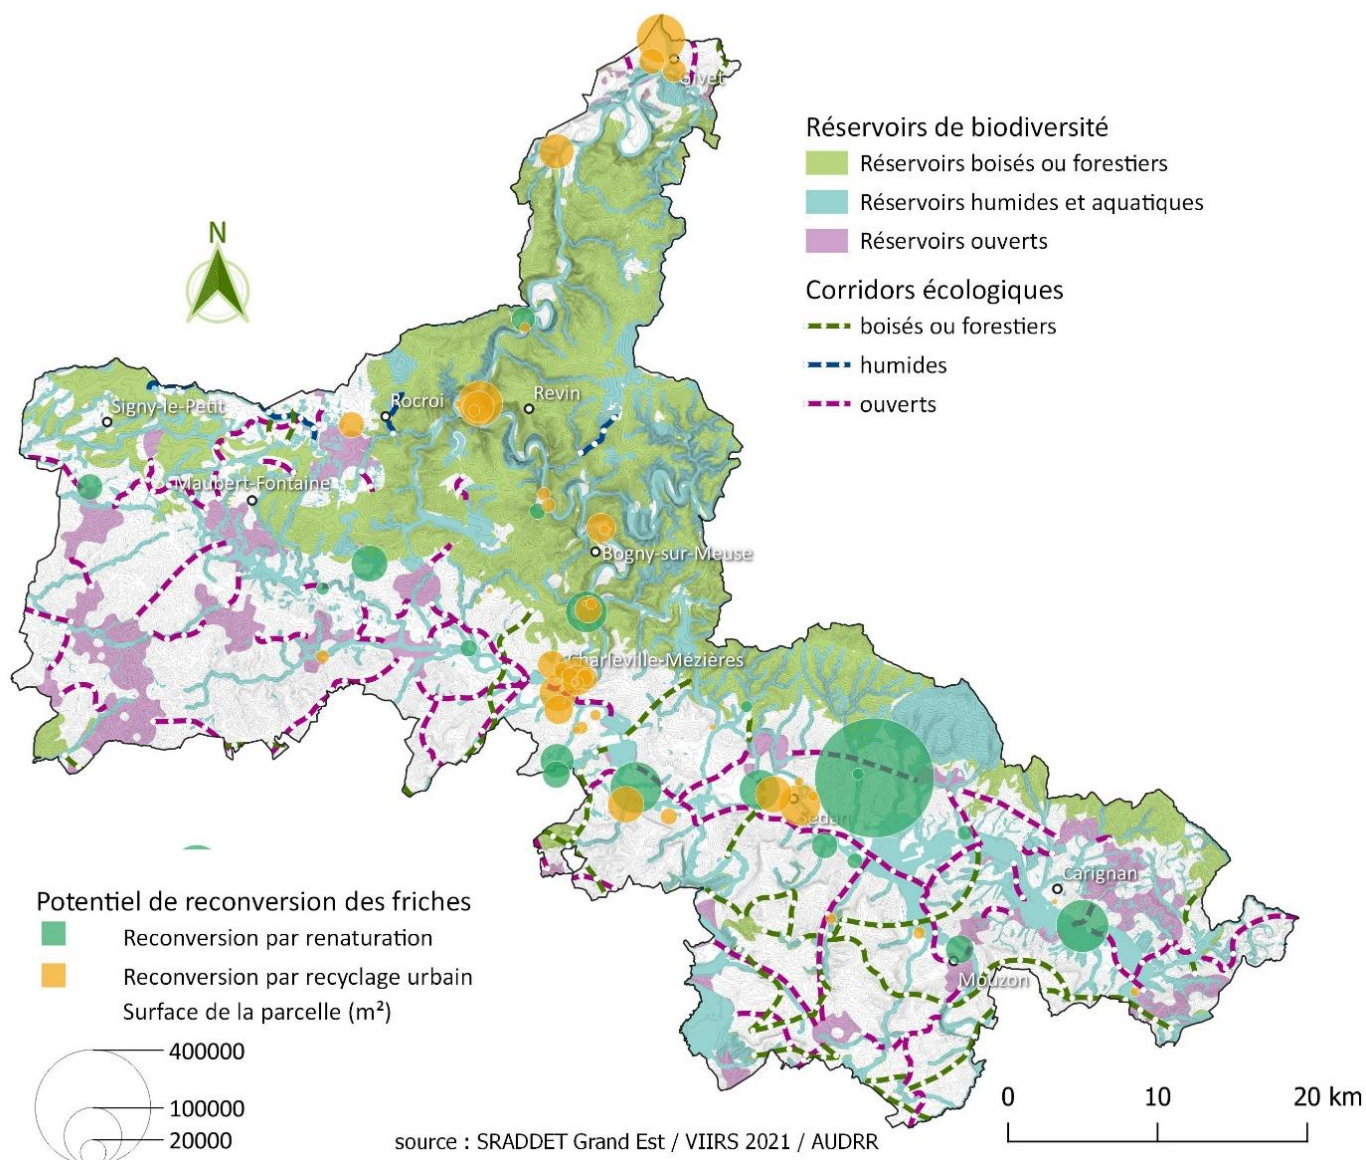 Givet
Réservoirs de biodiversité
Réservoirs boisés ou forestiers
Réservoirs humides et aquatiques
Réservoirs ouverts
N
Corridors écologiques
boisés ou forestiers
humides
ouverts
Signy-le-Petit
Rocroi
Revin
Maubert-Fontaine
Bogny-sur-Meuse
Charleville-Mézières
Sedan
Carignan
Mouzon
Potentiel de reconversion des friches
Reconversion par renaturation
Reconversion par recyclage urbain
Surface de la parcelle (m²)
400000
100000
20000
0 10 20 km
source : SRADDET Grand Est / VIIRS 2021 / AUDRR